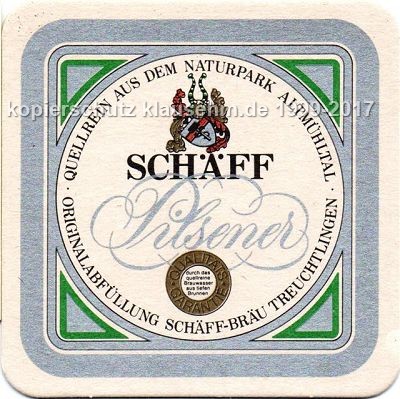 · QUELLREIN AUS DEM NATURPARK ALTMÜHLTAL ·
kopierschutz klausehm.de 1999-2017
SCHÄFF
Pilsener
QUALITÄTS
durch das
quellreine
Brauwasser
aus tiefen
Brunnen
GARANTIE
ORIGINALABFÜLLUNG SCHÄFF-BRÄU TREUCHTLINGEN